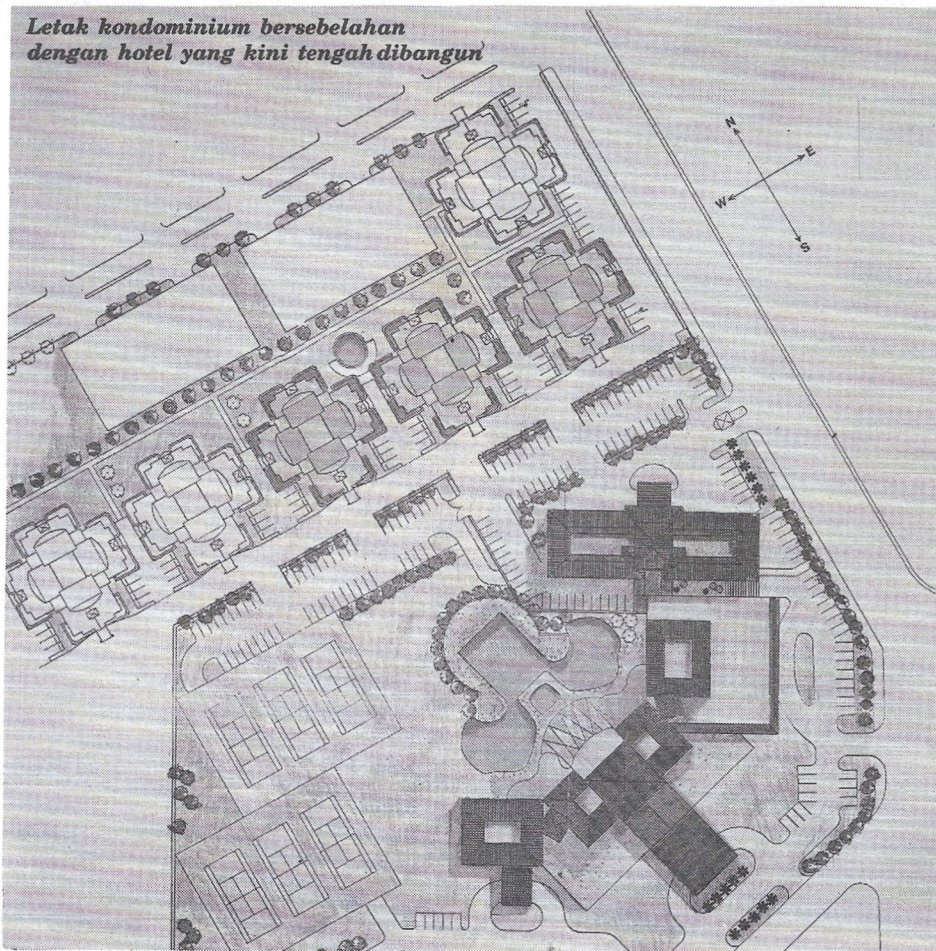 Letak kondominium bersebelahan
dengan hotel yang kini tengah dibangun
N
E
W
S